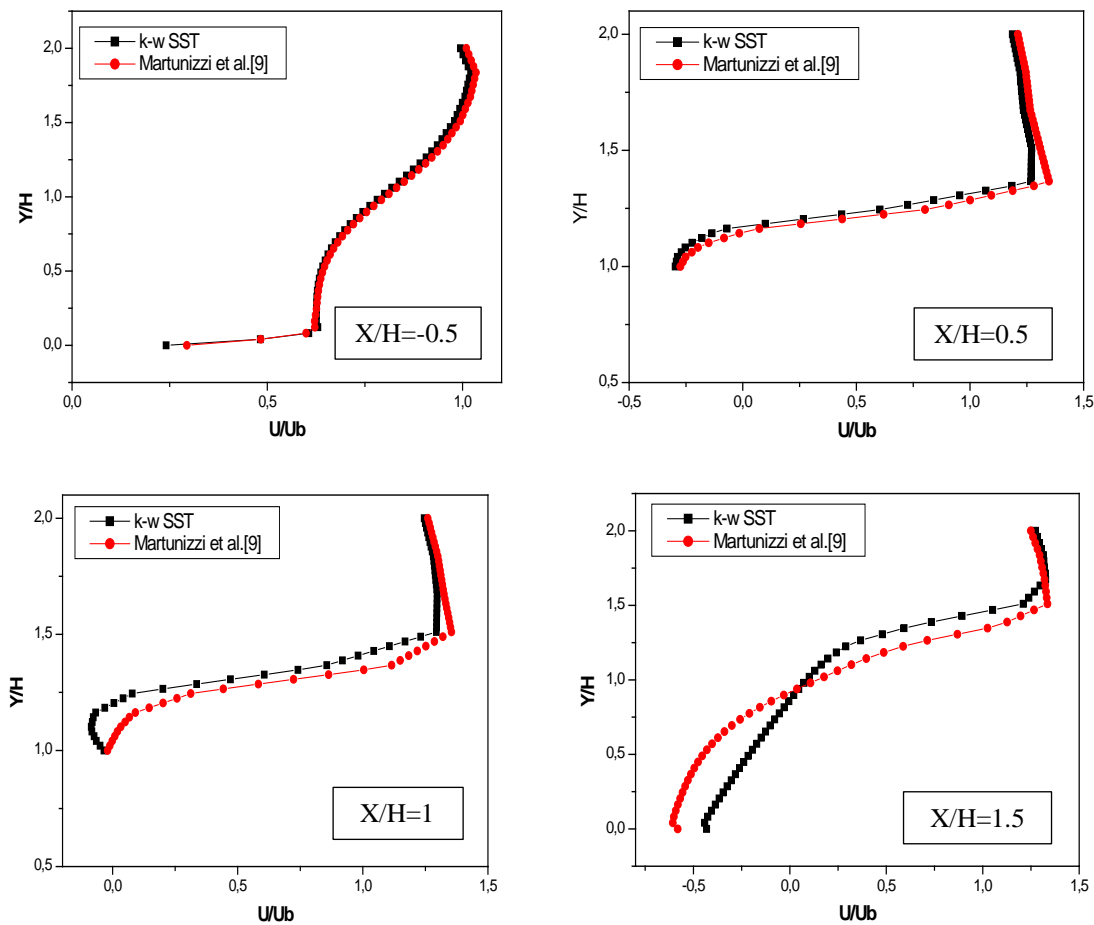 k-w SST
Martunizzi et al.[9]
2,0
1,5
1,0
0,5
0,0
Y/H
X/H=-0.5
0,0
0,5
1,0
U/Ub
k-w SST
Martunizzi et al.[9]
2,0
1,5
1,0
0,5
Y/H
X/H=0.5
-0,5
0,0
0,5
1,0
1,5
U/Ub
k-w SST
Martunizzi et al.[9]
2,0
1,5
1,0
0,5
Y/H
X/H=1
0,0
0,5
1,0
1,5
U/Ub
k-w SST
Martunizzi et al.[9]
2,0
1,5
1,0
0,5
0,0
Y/H
X/H=1.5
-0,5
0,0
0,5
1,0
1,5
U/Ub